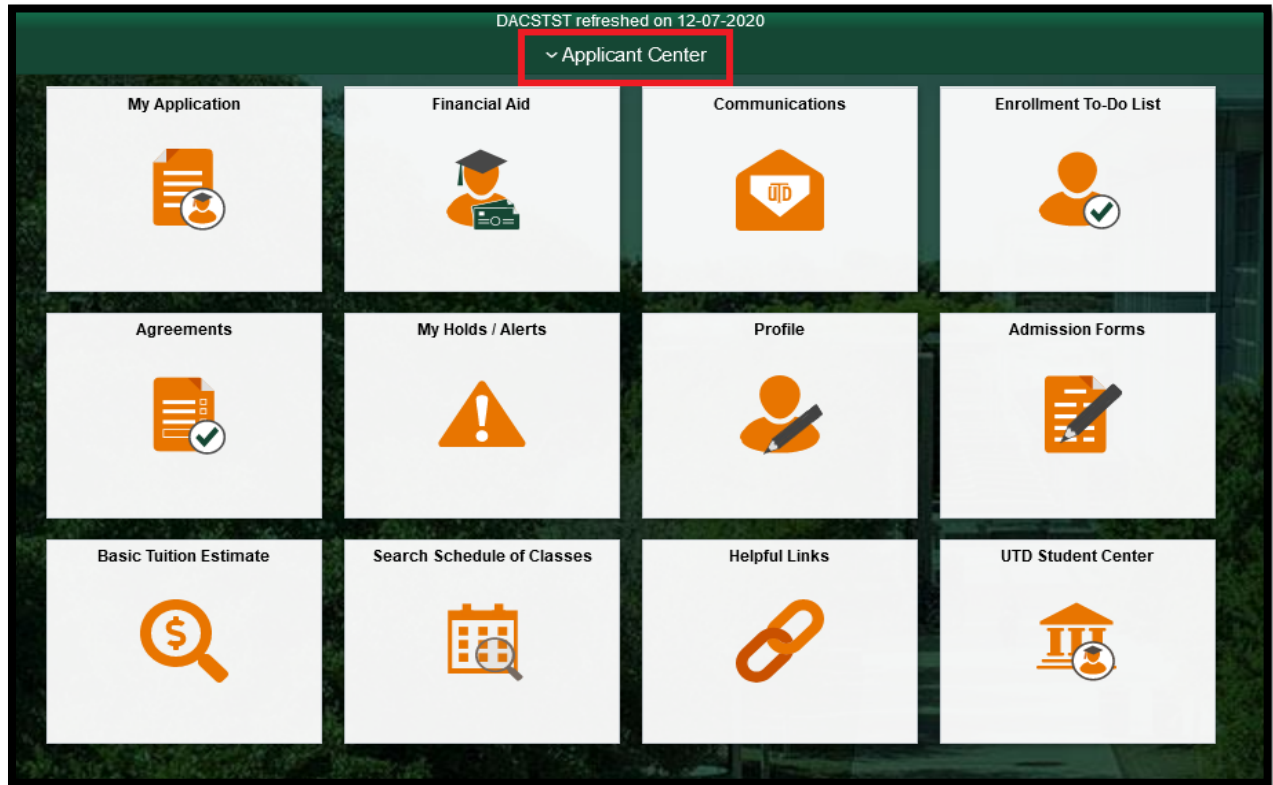 DACSTST refreshed on 12-07-2020
Applicant Center
My Application
Financial Aid
Communications
Enrollment To-Do List
UTD
Agreements
My Holds / Alerts
Profile
Admission Forms
Basic Tuition Estimate
Search Schedule of Classes
Helpful Links
UTD Student Center
$